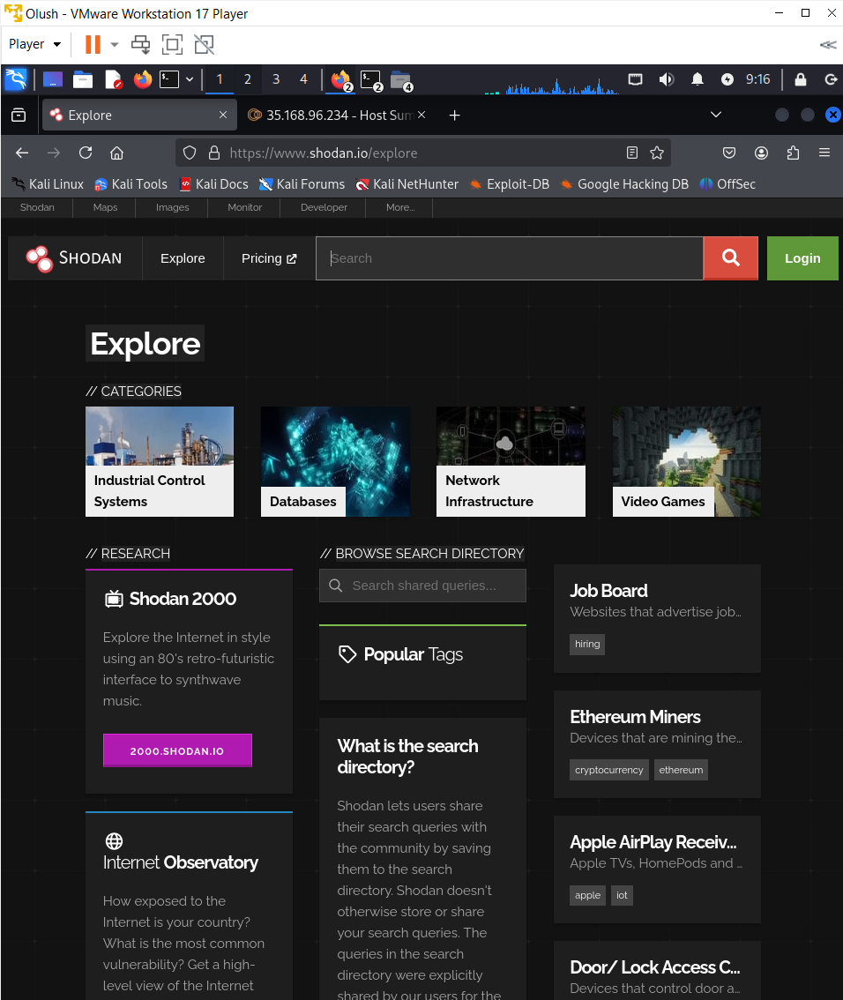 Olush - VMware Workstation 17 Player
Player
1 2 3 4 2 2 4 9:16
Explore 35.168.96.234 - Host Sum
https://www.shodan.io/explore
Kali Linux Kali Tools Kali Docs Kali Forums Kali NetHunter Exploit-DB Google Hacking DB OffSec
Shodan Maps Images Monitor Developer More...
SHODAN Explore Pricing Search Login
Explore
// CATEGORIES
Industrial Control
Systems
Databases
Network
Infrastructure
Video Games
// RESEARCH
Shodan 2000
Explore the Internet in style
using an 80's retro-futuristic
interface to synthwave
music.
2000.SHODAN.IO
Internet Observatory
How exposed to the
Internet is your country?
What is the most common
vulnerability? Get a high-
level view of the Internet
// BROWSE SEARCH DIRECTORY
Search shared queries...
Popular Tags
What is the search
directory?
Shodan lets users share
their search queries with
the community by saving
them to the search
directory. Shodan doesn't
otherwise store or share
your search queries. The
queries in the search
directory were explicitly
shared by our users for the
Job Board
Websites that advertise job...
hiring
Ethereum Miners
Devices that are mining the...
cryptocurrency ethereum
Apple AirPlay Receiv...
Apple TVs, HomePods and ...
apple iot
Door/ Lock Access C...
Devices that control door a...